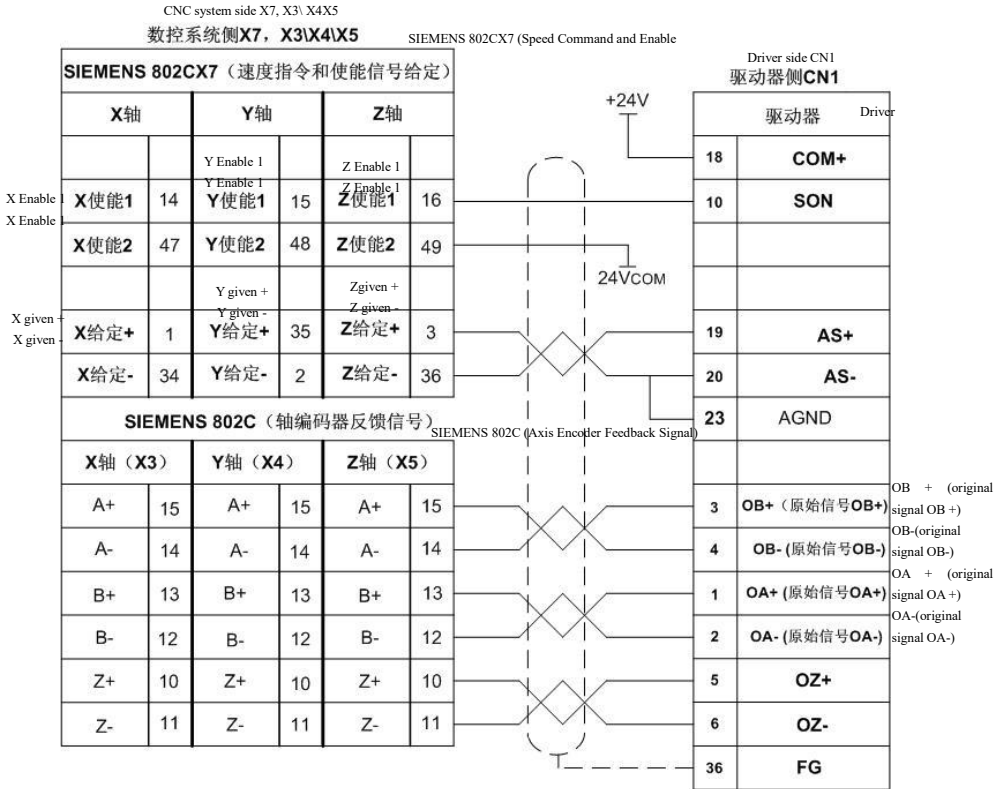 CNC system side X7, X3\ X4X5
数控系统侧X7，X3\X4\X5
SIEMENS 802CX7 (Speed Command and Enable
Driver side CN1
驱动器侧CN1
SIEMENS 802CX7（速度指令和使能信号给定）
X轴 Y轴 Z轴
+24V
驱动器 Driver
18 COM+
Y Enable 1
Y Enable 1
Z Enable 1
Z Enable 1
X Enable 1
X Enable 1
X使能1 14 Y使能1 15 Z使能1 16
10 SON
X使能2 47 Y使能2 48 Z使能2 49
24VCOM
Y given +
Y given -
Zgiven +
Z given -
X given +
X given -
X给定+ 1 Y给定+ 35 Z给定+ 3
19 AS+
X给定- 34 Y给定- 2 Z给定- 36
20 AS-
SIEMENS 802C（轴编码器反馈信号）
23 AGND
SIEMENS 802C (Axis Encoder Feedback Signal)
X轴（X3） Y轴（X4） Z轴（X5）
A+ 15 A+ 15 A+ 15
3 OB+（原始信号OB+)
OB + (original
signal OB +)
A- 14 A- 14 A- 14
4 OB- (原始信号OB-)
OB-(original
signal OB-)
B+ 13 B+ 13 B+ 13
1 OA+ (原始信号OA+)
OA + (original
signal OA +)
B- 12 B- 12 B- 12
2 OA- (原始信号OA-)
OA-(original
signal OA-)
Z+ 10 Z+ 10 Z+ 10
5 OZ+
Z- 11 Z- 11 Z- 11
6 OZ-
36 FG